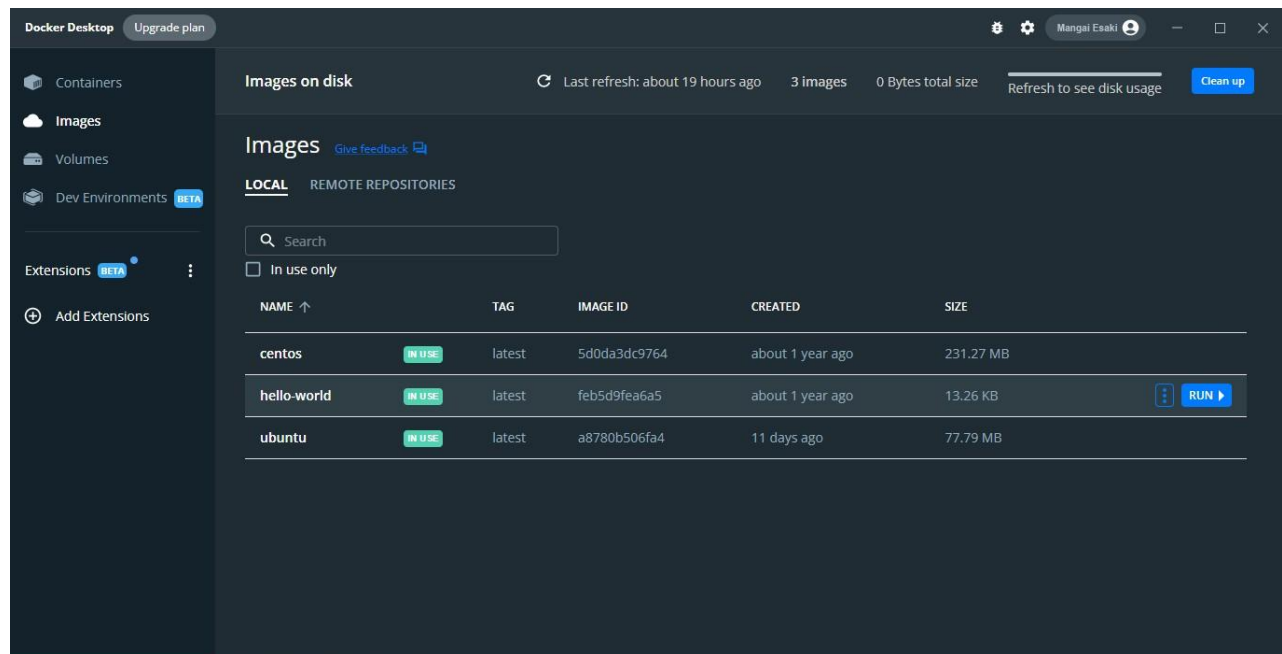 Docker Desktop Upgrade plan Mangai Esaki
Containers
Images
Volumes
Dev Environments BETA
Extensions BETA
Add Extensions
Images on disk Last refresh: about 19 hours ago 3 images 0 Bytes total size Refresh to see disk usage Clean up
Images Give feedback
LOCAL REMOTE REPOSITORIES
Search
In use only
NAME TAG IMAGE ID CREATED SIZE
centos IN USE latest 5d0da3dc9764 about 1 year ago 231.27 MB
hello-world IN USE latest feb5d9fea6a5 about 1 year ago 13.26 KB RUN
ubuntu IN USE latest a8780b506fa4 11 days ago 77.79 MB